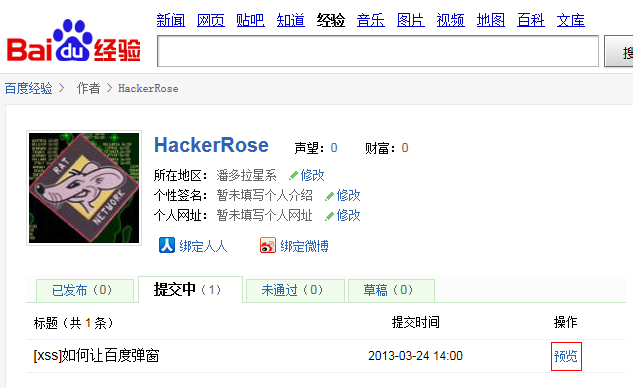 新闻 网页 贴吧 知道 经验 音乐 图片 视频 地图 百科 文库
Bai du 经验
搜
百度经验 > 作者 > HackerRose
HackerRose 声望：0 财富：0
所在地区：潘多拉星系 修改
个性签名：暂未填写个人介绍 修改
个人网址：暂未填写个人网址 修改
RAT
NETWORK
绑定人人 绑定微博
已发布（0） 提交中（1） 未通过（0） 草稿（0）
标题（共 1 条） 提交时间 操作
[xss]如何让百度弹窗 2013-03-24 14:00 预览